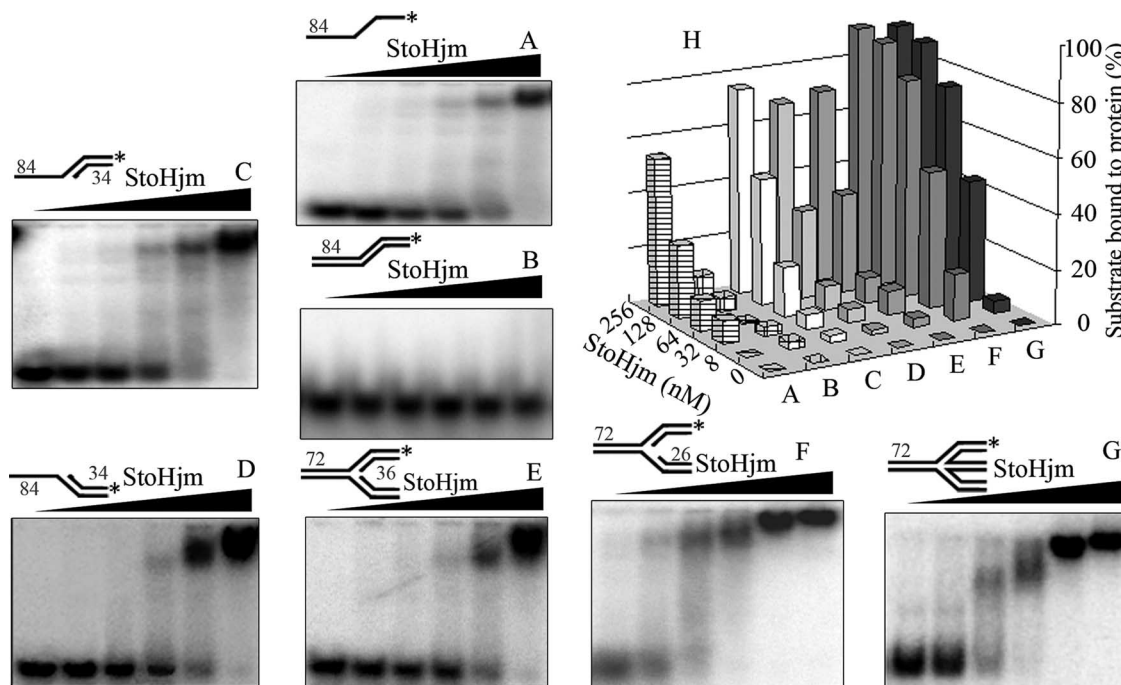 84
*
StoHjm
A
84
*
34
StoHjm
C
84
*
StoHjm
B
34
84
*
StoHjm
D
72
*
36
StoHjm
E
H
100
80
60
40
20
0
Substrate bound to protein (%)
256
128
64
32
8
0
StoHjm (nM)
A
B
C
D
E
F
G
72
*
26
StoHjm
F
72
*
StoHjm
G